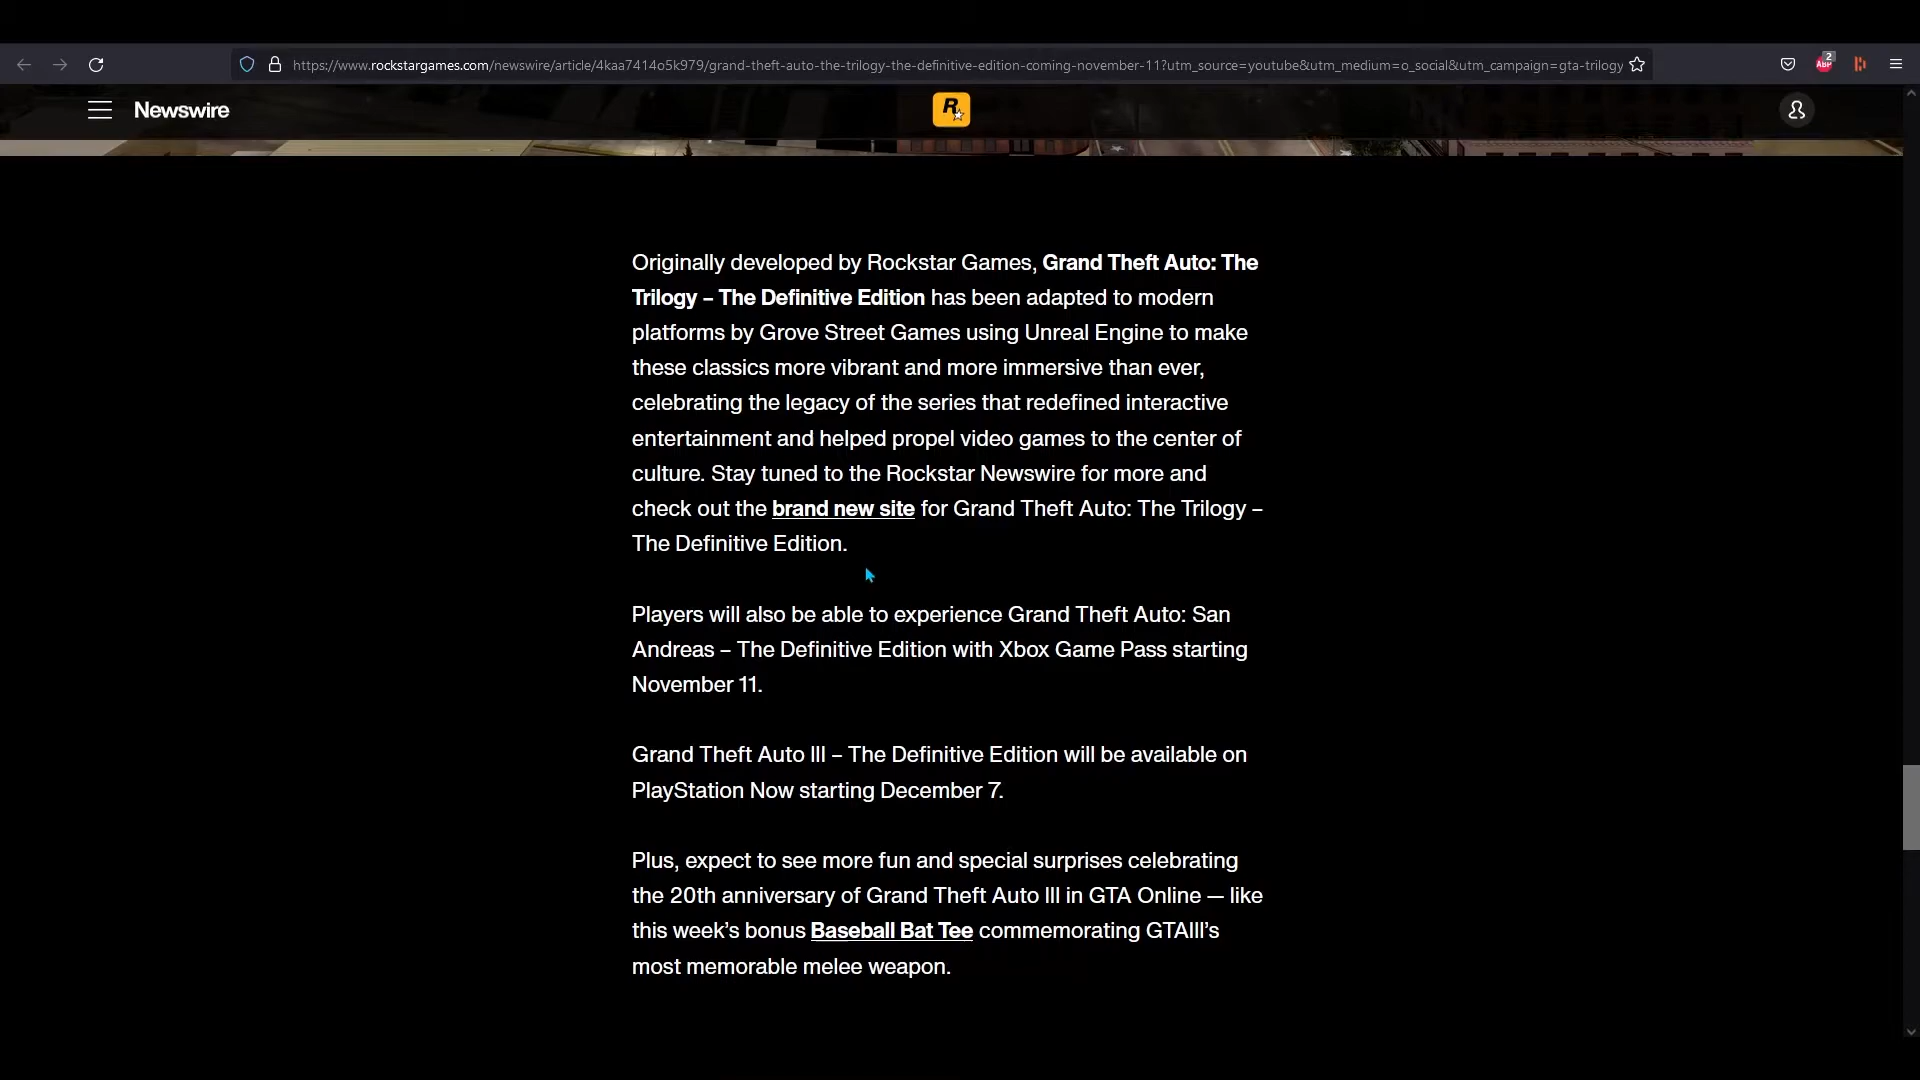 https://www.rockstargames.com/newswire/article/4kaa7414o5k979/grand-theft-auto-the-trilogy-the-definitive-edition-coming-november-11?utm_source=youtube&utm_medium=o_social&utm_campaign=gta-trilogy
ABP
2
Newswire
R
Originally developed by Rockstar Games, Grand Theft Auto: The
Trilogy – The Definitive Edition has been adapted to modern
platforms by Grove Street Games using Unreal Engine to make
these classics more vibrant and more immersive than ever,
celebrating the legacy of the series that redefined interactive
entertainment and helped propel video games to the center of
culture. Stay tuned to the Rockstar Newswire for more and
check out the brand new site for Grand Theft Auto: The Trilogy –
The Definitive Edition.
Players will also be able to experience Grand Theft Auto: San
Andreas – The Definitive Edition with Xbox Game Pass starting
November 11.
Grand Theft Auto III – The Definitive Edition will be available on
PlayStation Now starting December 7.
Plus, expect to see more fun and special surprises celebrating
the 20th anniversary of Grand Theft Auto III in GTA Online — like
this week’s bonus Baseball Bat Tee commemorating GTAIII’s
most memorable melee weapon.